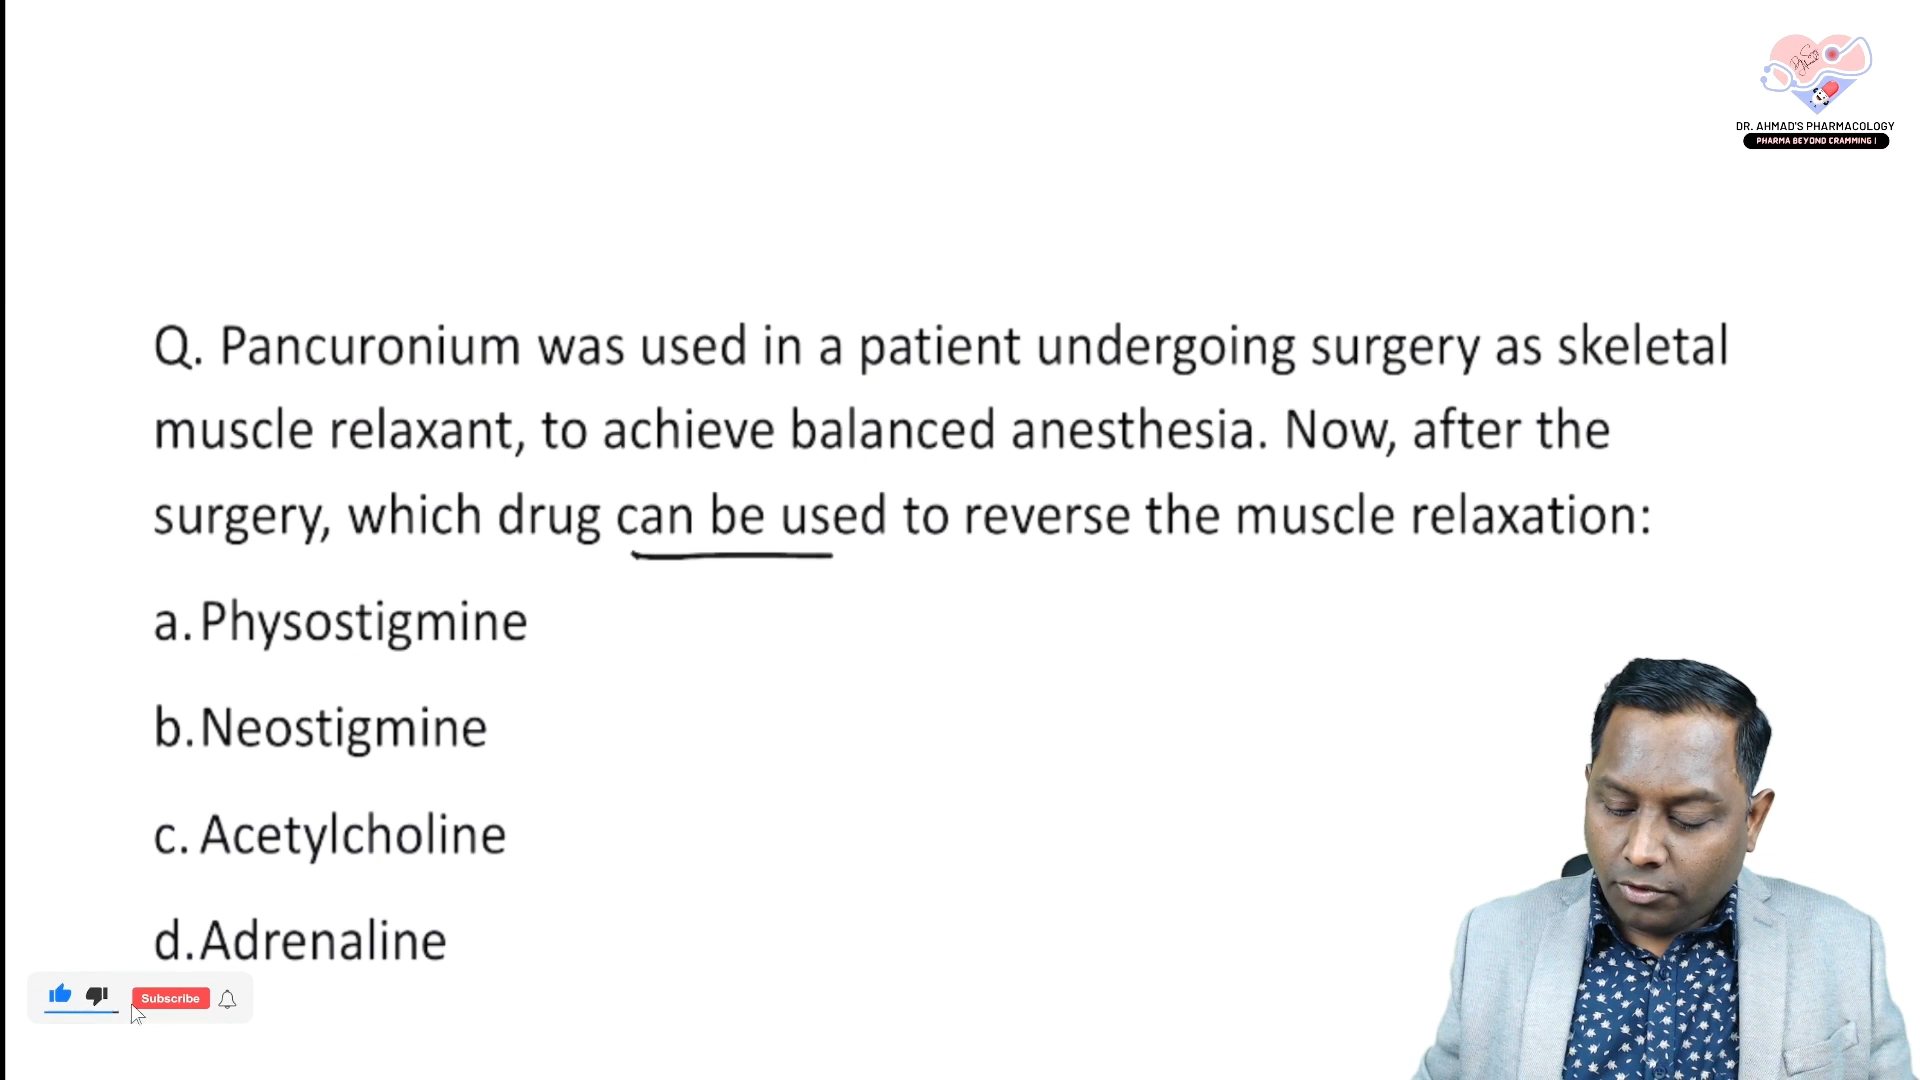 DR. AHMAD'S PHARMACOLOGY
PHARMA BEYOND CRAMMING !
Q. Pancuronium was used in a patient undergoing surgery as skeletal
muscle relaxant, to achieve balanced anesthesia. Now, after the
surgery, which drug can be used to reverse the muscle relaxation:
a. Physostigmine
b. Neostigmine
c. Acetylcholine
d. Adrenaline
Subscribe